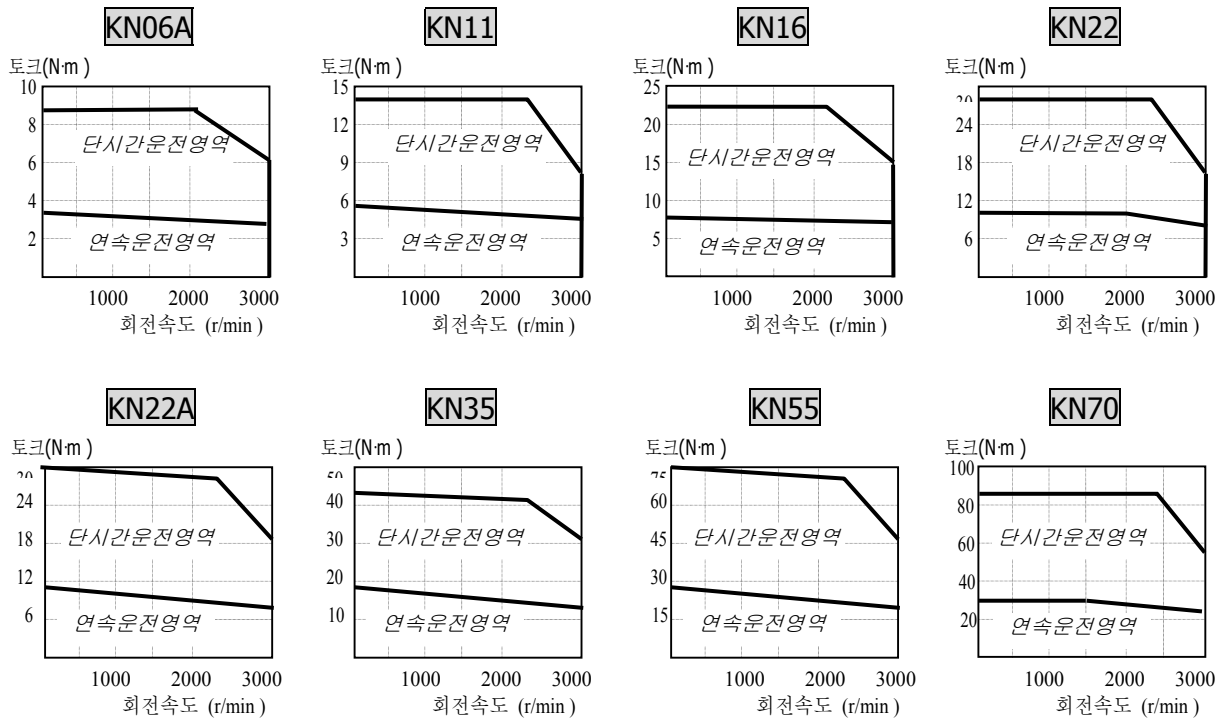 KN06A
토크(N·m )
10
8
6
4
2
단시간운전영역
연속운전영역
1000 2000 3000
회전속도 (r/min )
KN11
토크(N·m )
15
12
9
6
3
단시간운전영역
연속운전영역
1000 2000 3000
회전속도 (r/min )
KN16
토크(N·m )
25
20
15
10
5
단시간운전영역
연속운전영역
1000 2000 3000
회전속도 (r/min )
KN22
토크(N·m )
24
18
12
6
단시간운전영역
연속운전영역
1000 2000 3000
회전속도 (r/min )
KN22A
토크(N·m )
24
18
12
6
단시간운전영역
연속운전영역
1000 2000 3000
회전속도 (r/min )
KN35
토크(N·m )
50
40
30
20
10
단시간운전영역
연속운전영역
1000 2000 3000
회전속도 (r/min )
KN55
토크(N·m )
75
60
45
30
15
단시간운전영역
연속운전영역
1000 2000 3000
회전속도 (r/min )
KN70
토크(N·m )
100
80
60
40
20
단시간운전영역
연속운전영역
1000 2000 3000
회전속도 (r/min )